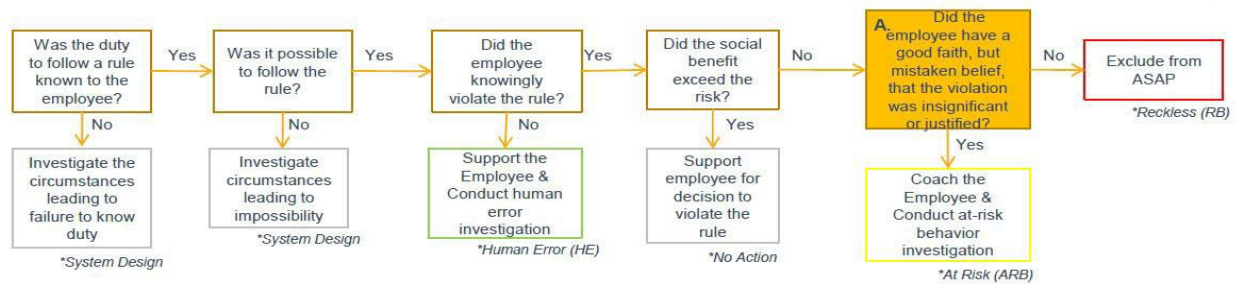 Was the duty
to follow a rule
known to the
employee?
Yes
Was it possible
to follow the
rule?
Yes
Did the
employee
knowingly
violate the rule?
Yes
Did the social
benefit
exceed the
risk?
No
A.
Did the
employee have a
good faith, but
mistaken belief,
that the violation
was insignificant
or justified?
No
Exclude from
ASAP
*Reckless (RB)
No
No
No
Yes
Yes
Investigate the
circumstances
leading to
failure to know
duty
*System Design
Investigate
circumstances
leading to
impossibility
*System Design
Support the
Employee &
Conduct human
error
investigation
*Human Error (HE)
Support
employee for
decision to
violate the
rule
*No Action
Coach the
Employee &
Conduct at-risk
behavior
investigation
*At Risk (ARB)